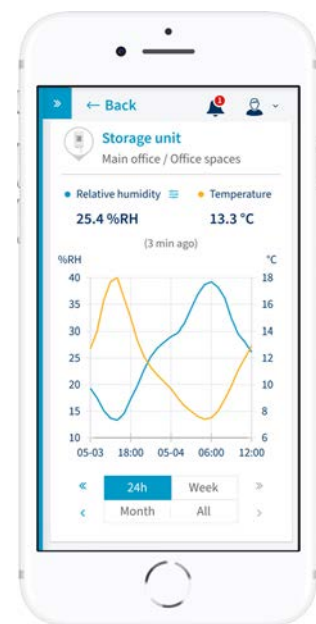 » ← Back 1
Storage unit
Main office / Office spaces
Relative humidity Temperature
25.4 %RH 13.3 °C
(3 min ago)
%RH °C
40 18
35 16
30 14
25 12
20 10
15 8
10 6
05-03 18:00 05-04 06:00 12:00
« 24h Week »
‹ Month All ›